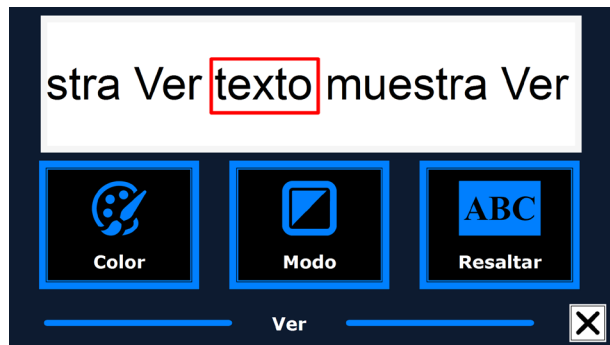 stra Ver texto muestra Ver
ABC
Color Modo Resaltar
Ver